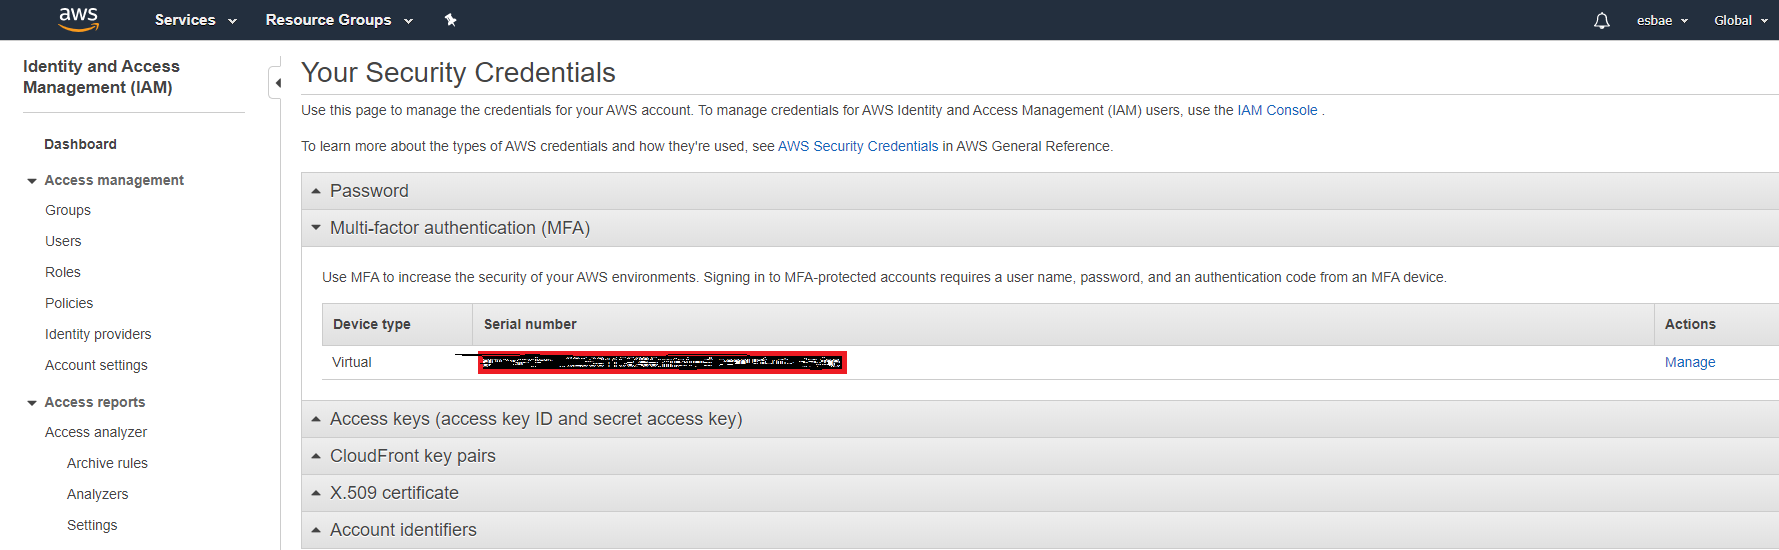 aws Services Resource Groups esbae Global
Identity and Access
Management (IAM)
Dashboard
Access management
Groups
Users
Roles
Policies
Identity providers
Account settings
Access reports
Access analyzer
Archive rules
Analyzers
Settings
Your Security Credentials
Use this page to manage the credentials for your AWS account. To manage credentials for AWS Identity and Access Management (IAM) users, use the IAM Console .
To learn more about the types of AWS credentials and how they're used, see AWS Security Credentials in AWS General Reference.
Password
Multi-factor authentication (MFA)
Use MFA to increase the security of your AWS environments. Signing in to MFA-protected accounts requires a user name, password, and an authentication code from an MFA device.
Device type Serial number Actions
Virtual Manage
Access keys (access key ID and secret access key)
CloudFront key pairs
X.509 certificate
Account identifiers